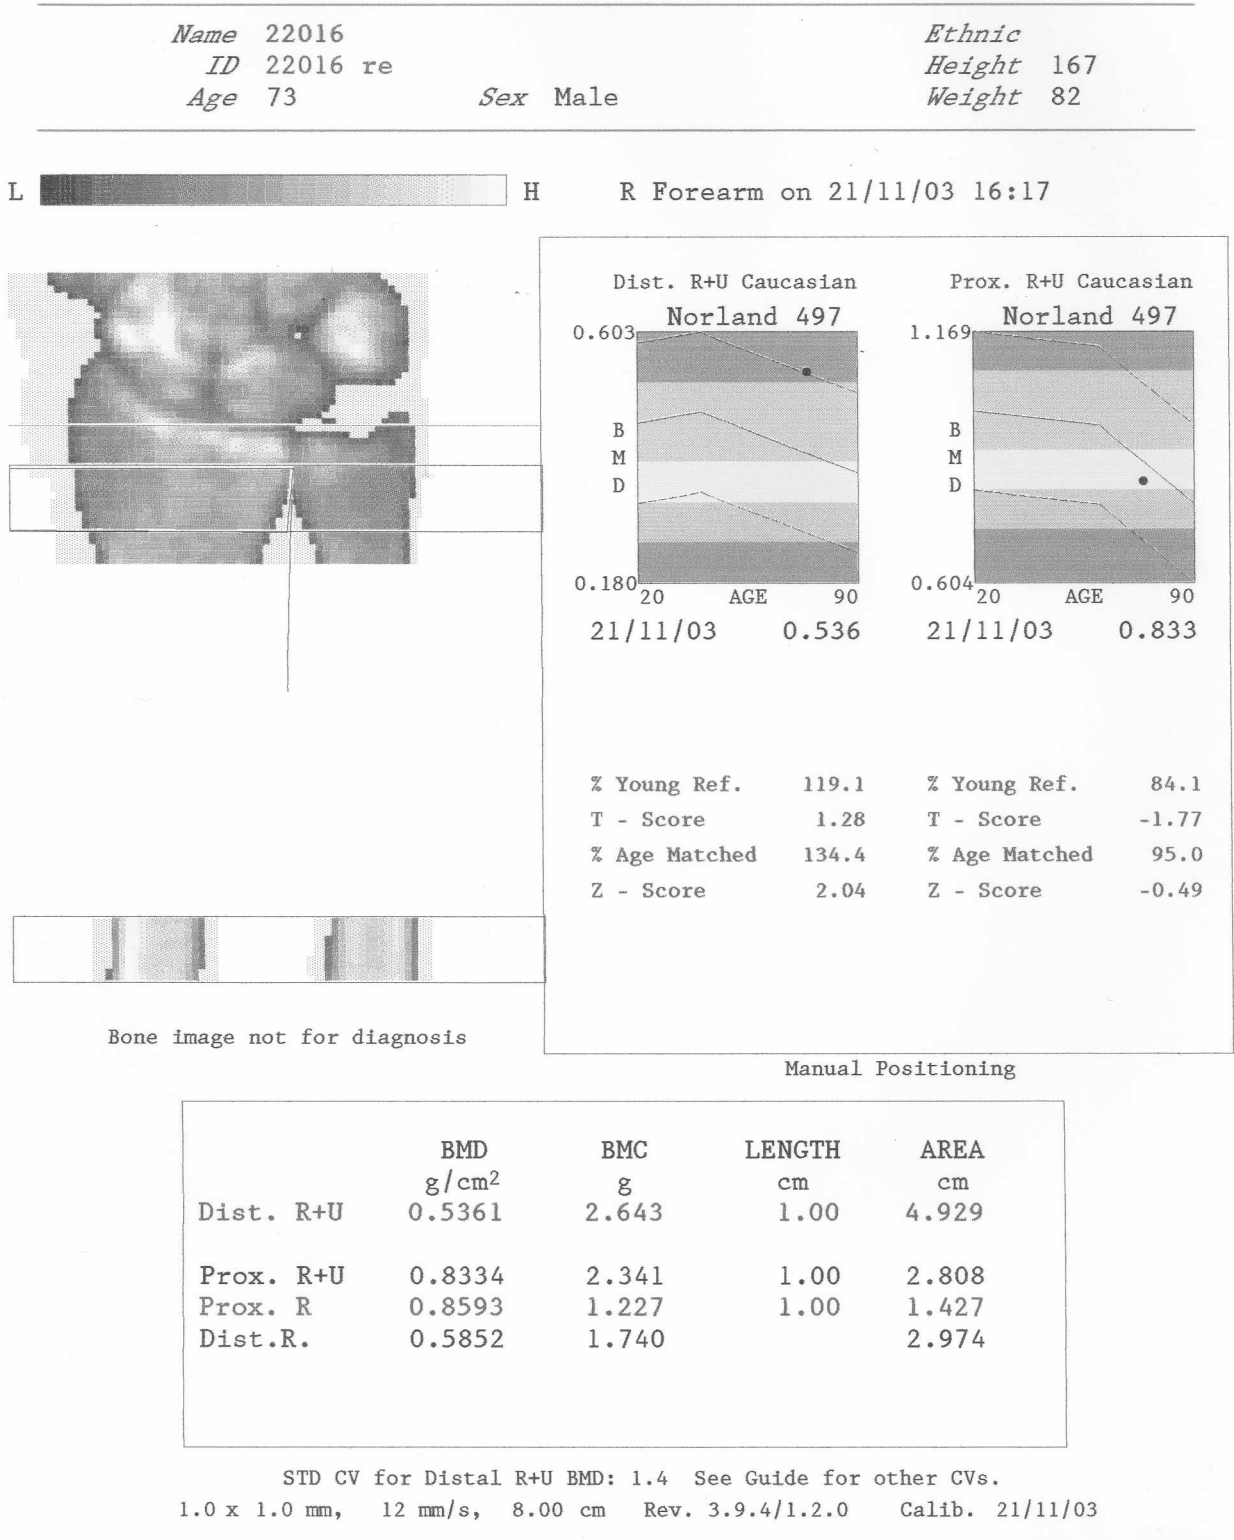 Name 22016 Ethnic
ID 22016 re Height 167
Age 73 Sex Male Weight 82
L H R Forearm on 21/11/03 16:17
Dist. R+U Caucasian Prox. R+U Caucasian
Norland 497 Norland 497
0.603 1.169
B B
M M
D D
0.180 0.604
20 AGE 90 20 AGE 90
21/11/03 0.536 21/11/03 0.833
% Young Ref. 119.1 % Young Ref. 84.1
T - Score 1.28 T - Score -1.77
% Age Matched 134.4 % Age Matched 95.0
Z - Score 2.04 Z - Score -0.49
Bone image not for diagnosis
Manual Positioning
BMD BMC LENGTH AREA
g/cm2 g cm cm
Dist. R+U 0.5361 2.643 1.00 4.929
Prox. R+U 0.8334 2.341 1.00 2.808
Prox. R 0.8593 1.227 1.00 1.427
Dist.R. 0.5852 1.740 2.974
STD CV for Distal R+U BMD: 1.4 See Guide for other CVs.
1.0 x 1.0 mm, 12 mm/s, 8.00 cm Rev. 3.9.4/1.2.0 Calib. 21/11/03